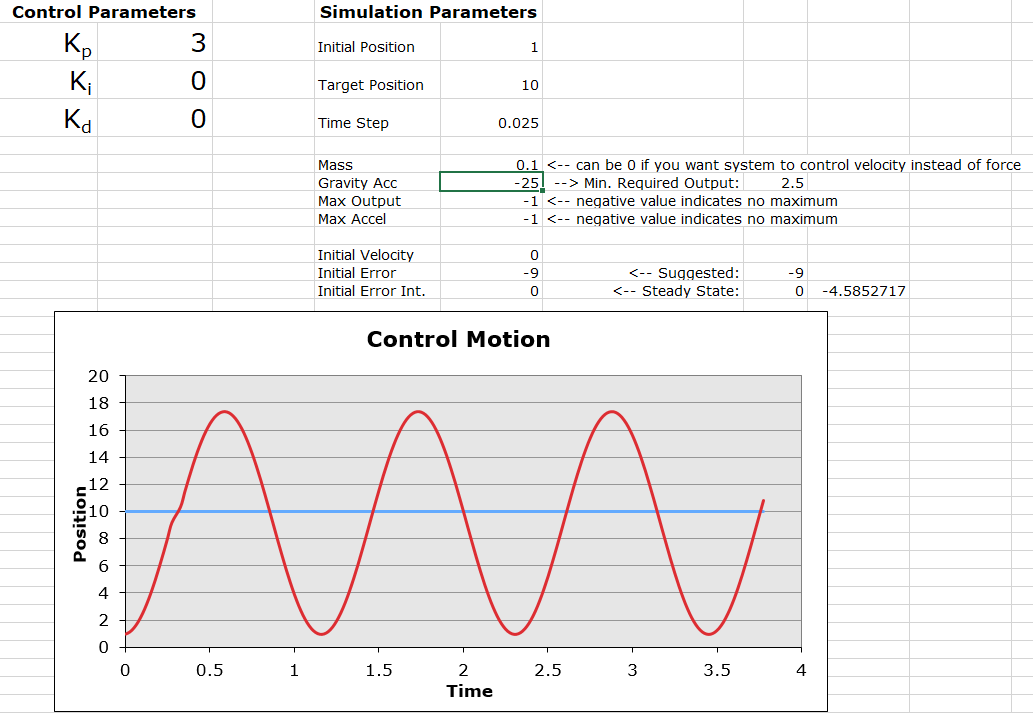 Control Parameters Simulation Parameters
Kp 3 Initial Position 1
Ki 0 Target Position 10
Kd 0 Time Step 0.025
Mass 0.1 <-- can be 0 if you want system to control velocity instead of force
Gravity Acc -25 --> Min. Required Output: 2.5
Max Output -1 <-- negative value indicates no maximum
Max Accel -1 <-- negative value indicates no maximum
Initial Velocity 0
Initial Error -9 <-- Suggested: -9
Initial Error Int. 0 <-- Steady State: 0 -4.5852717
Control Motion
20
18
16
14
12
10
8
6
4
2
0
Position
0 0.5 1 1.5 2 2.5 3 3.5 4
Time